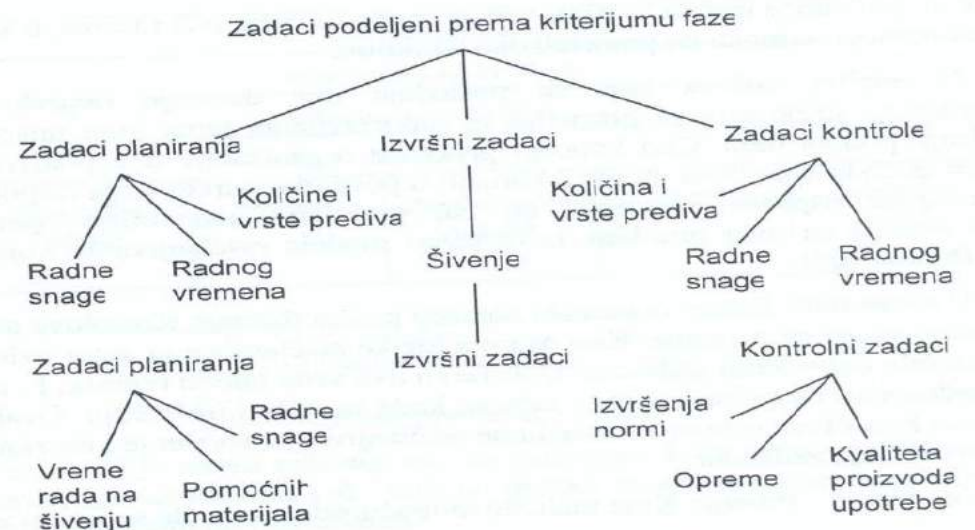 Zadaci podeljeni prema kriterijumu faze
Zadaci planiranja
Izvršni zadaci
Zadaci kontrole
Količine i
vrste prediva
Radne
snage
Radnog
vremena
Šivenje
Količina i
vrste prediva
Radne
snage
Radnog
vremena
Zadaci planiranja
Izvršni zadaci
Kontrolni zadaci
Radne
snage
Vreme
rada na
šivenju
Pomoćnih
materijala
Izvršenja
normi
Opreme
Kvaliteta
proizvoda
upotrebe